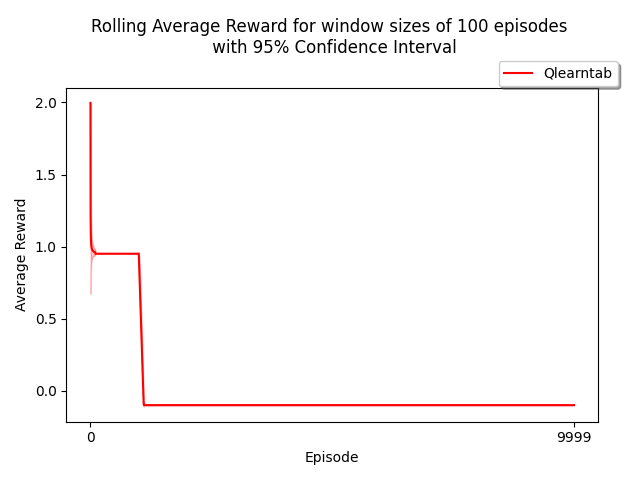 Rolling Average Reward for window sizes of 100 episodes
with 95% Confidence Interval
Qlearntab
2.0
1.5
1.0
0.5
0.0
Average Reward
0
9999
Episode